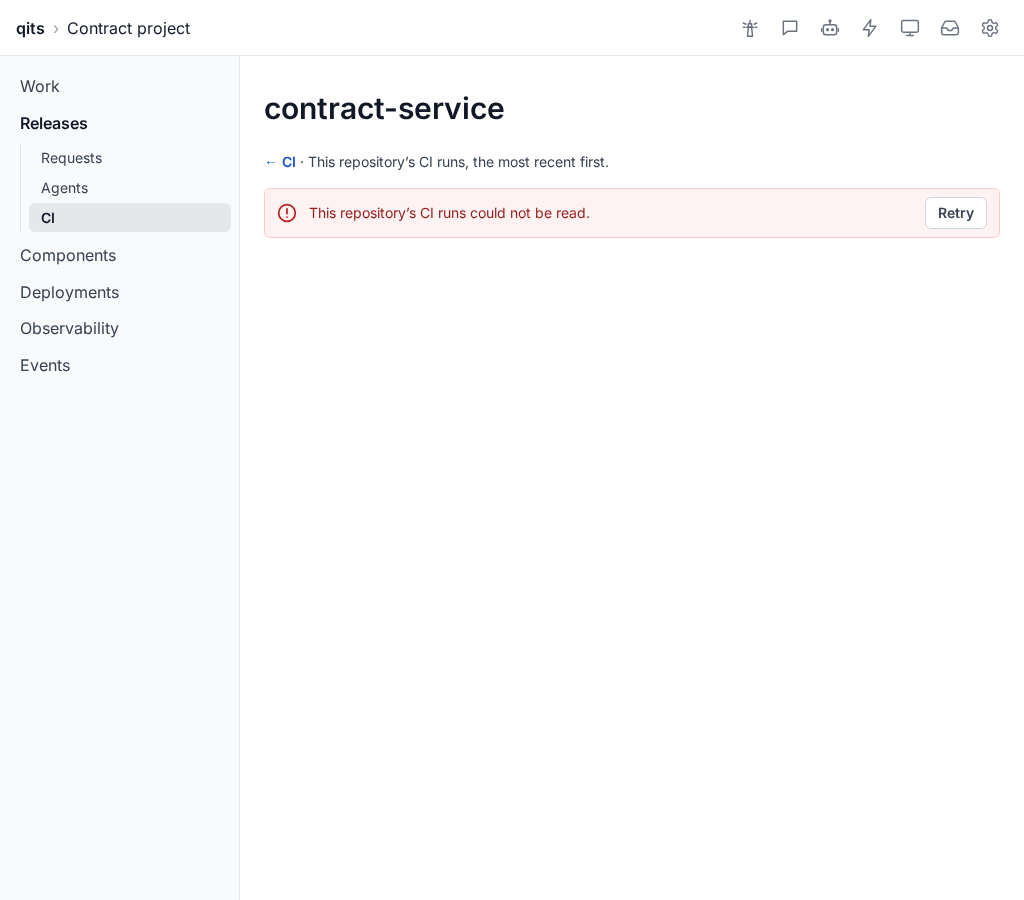 qits › Contract project
Work
Releases
Requests
Agents
CI
Components
Deployments
Observability
Events
contract-service
← CI · This repository’s CI runs, the most recent first.
This repository’s CI runs could not be read.
Retry